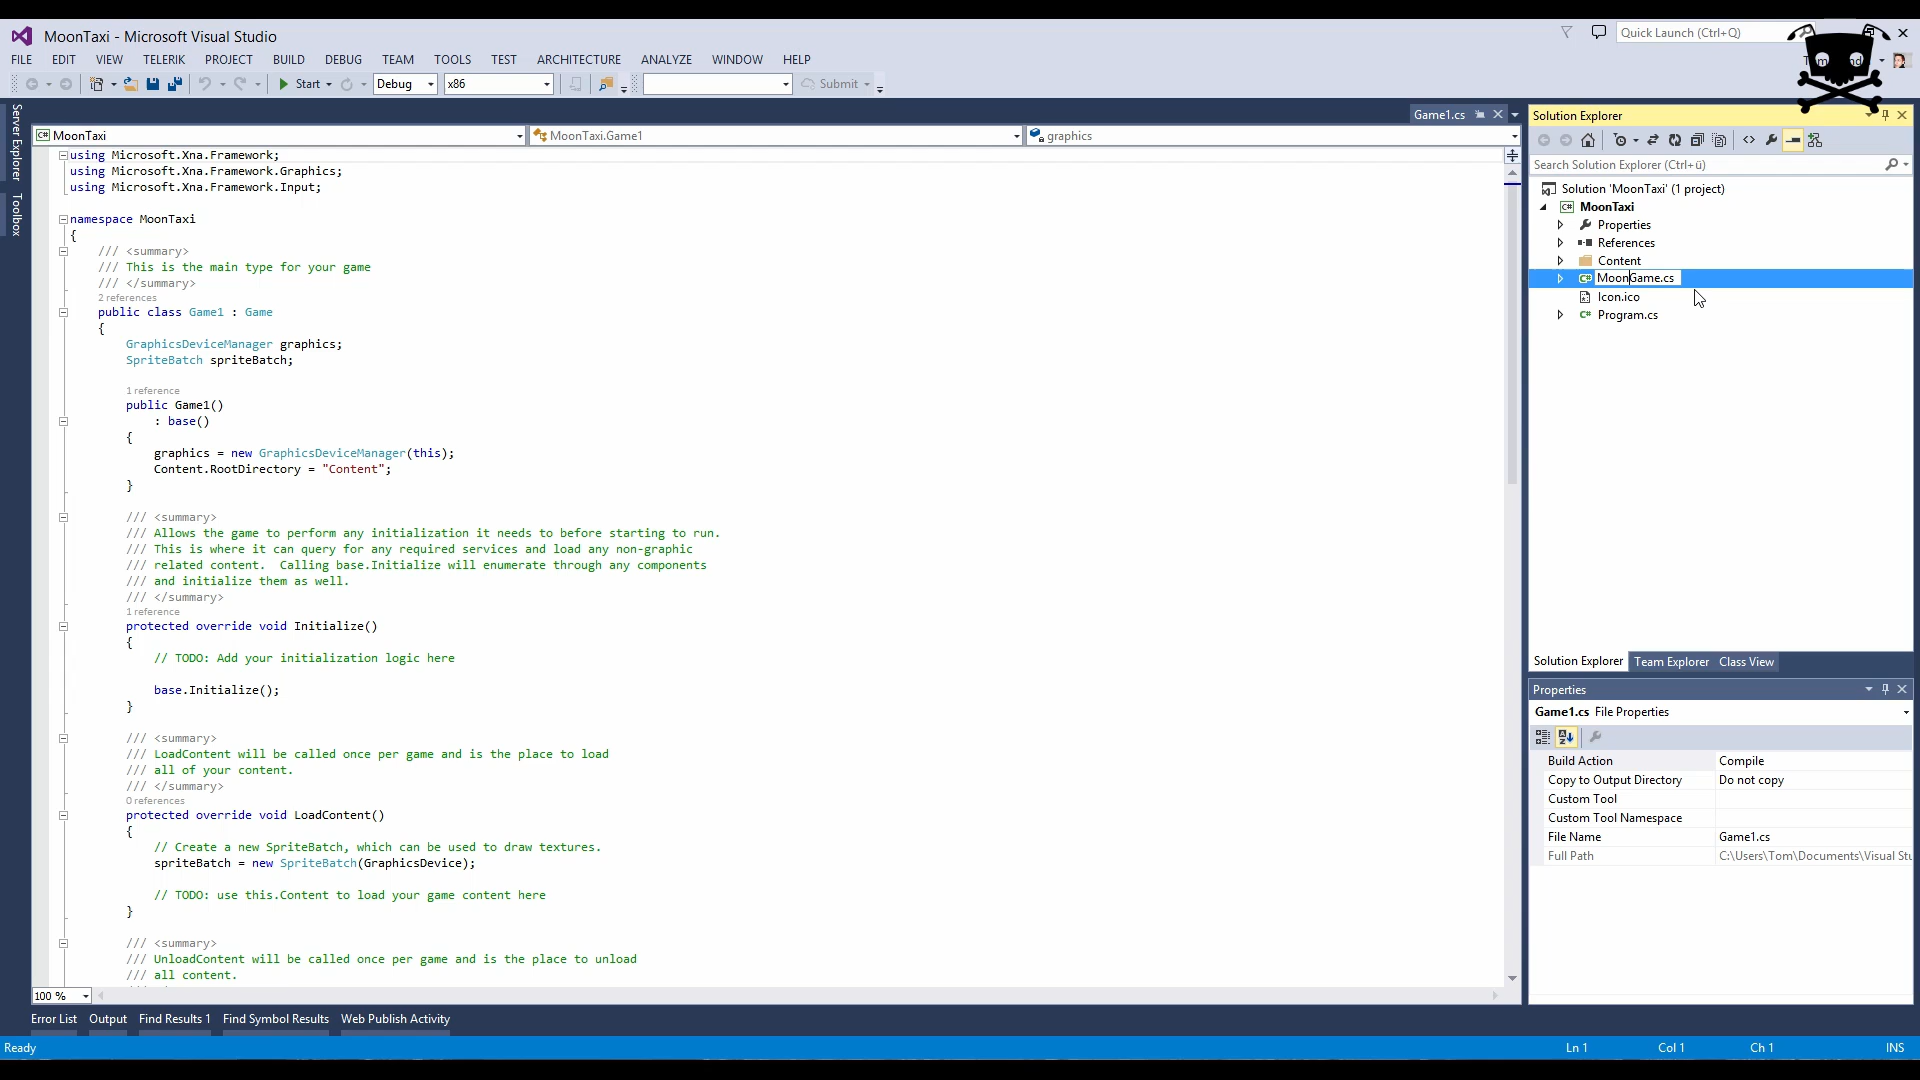 MoonTaxi - Microsoft Visual Studio
Quick Launch (Ctrl+Q)
FILE EDIT VIEW TELERIK PROJECT BUILD DEBUG TEAM TOOLS TEST ARCHITECTURE ANALYZE WINDOW HELP
Start Debug x86 Submit
Server Explorer
Toolbox
Game1.cs
MoonTaxi MoonTaxi.Game1 graphics
using Microsoft.Xna.Framework;
using Microsoft.Xna.Framework.Graphics;
using Microsoft.Xna.Framework.Input;
namespace MoonTaxi
{
/// <summary>
/// This is the main type for your game
/// </summary>
2 references
public class Game1 : Game
{
GraphicsDeviceManager graphics;
SpriteBatch spriteBatch;
1 reference
public Game1()
: base()
{
graphics = new GraphicsDeviceManager(this);
Content.RootDirectory = "Content";
}
/// <summary>
/// Allows the game to perform any initialization it needs to before starting to run.
/// This is where it can query for any required services and load any non-graphic
/// related content.  Calling base.Initialize will enumerate through any components
/// and initialize them as well.
/// </summary>
1 reference
protected override void Initialize()
{
// TODO: Add your initialization logic here
base.Initialize();
}
/// <summary>
/// LoadContent will be called once per game and is the place to load
/// all of your content.
/// </summary>
0 references
protected override void LoadContent()
{
// Create a new SpriteBatch, which can be used to draw textures.
spriteBatch = new SpriteBatch(GraphicsDevice);
// TODO: use this.Content to load your game content here
}
/// <summary>
/// UnloadContent will be called once per game and is the place to unload
/// all content.
100 %
Solution Explorer
Search Solution Explorer (Ctrl+ü)
Solution 'MoonTaxi' (1 project)
MoonTaxi
Properties
References
Content
MoonGame.cs
Icon.ico
Program.cs
Solution Explorer Team Explorer Class View
Properties
Game1.cs File Properties
Build Action Compile
Copy to Output Directory Do not copy
Custom Tool
Custom Tool Namespace
File Name Game1.cs
Full Path C:\Users\Tom\Documents\Visual Stu
Error List Output Find Results 1 Find Symbol Results Web Publish Activity
Ready Ln 1 Col 1 Ch 1 INS